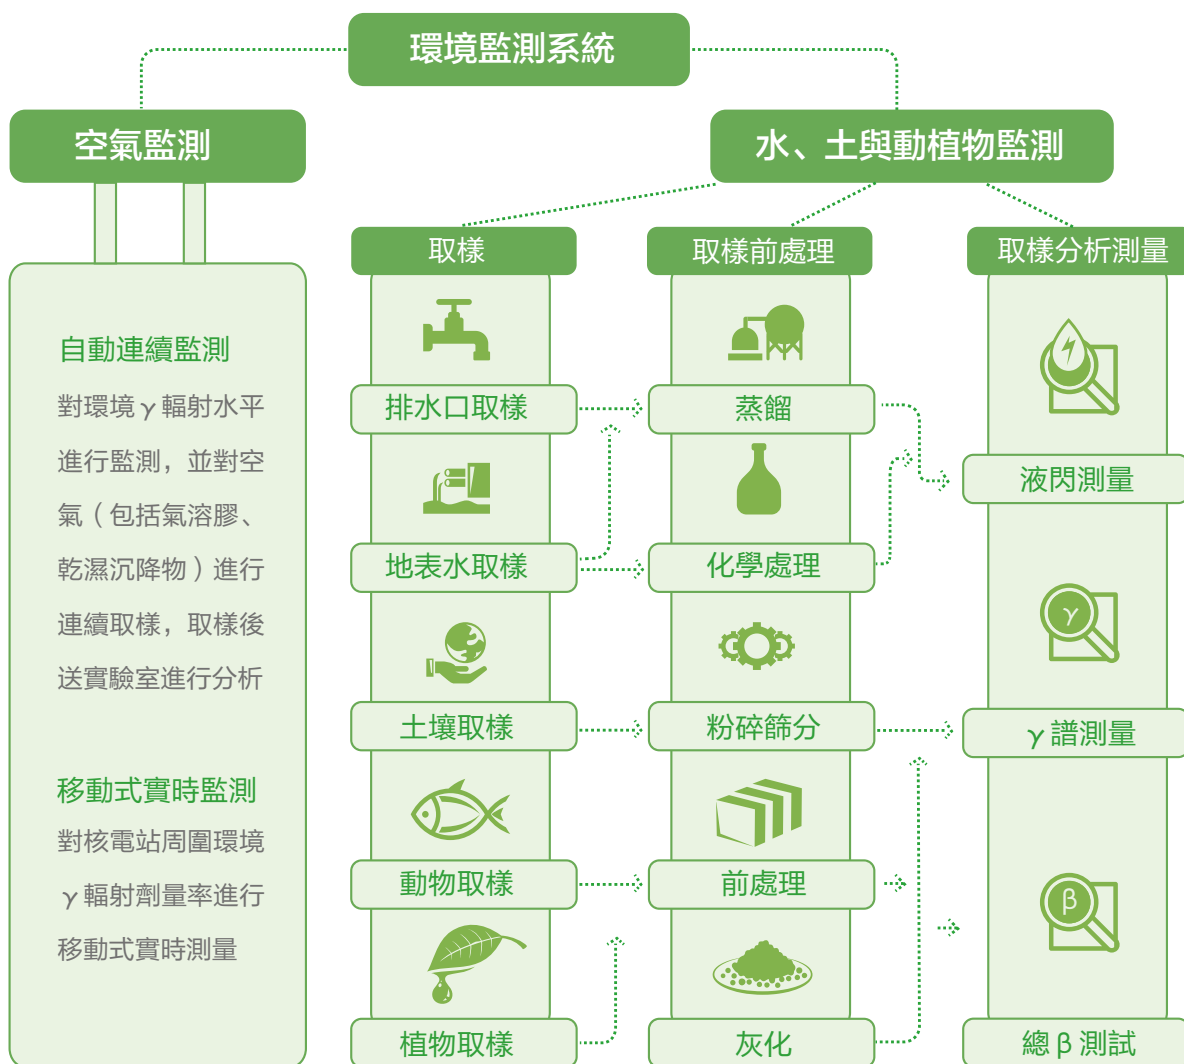 環境監測系統
空氣監測
水、土與動植物監測
自動連續監測
對環境γ輻射水平
進行監測，並對空
氣（包括氣溶膠、
乾濕沉降物）進行
連續取樣，取樣後
送實驗室進行分析
移動式實時監測
對核電站周圍環境
γ輻射劑量率進行
移動式實時測量
取樣
排水口取樣
地表水取樣
土壤取樣
動物取樣
植物取樣
取樣前處理
蒸餾
化學處理
粉碎篩分
前處理
灰化
取樣分析測量
液閃測量
γ
γ譜測量
β
總β測試